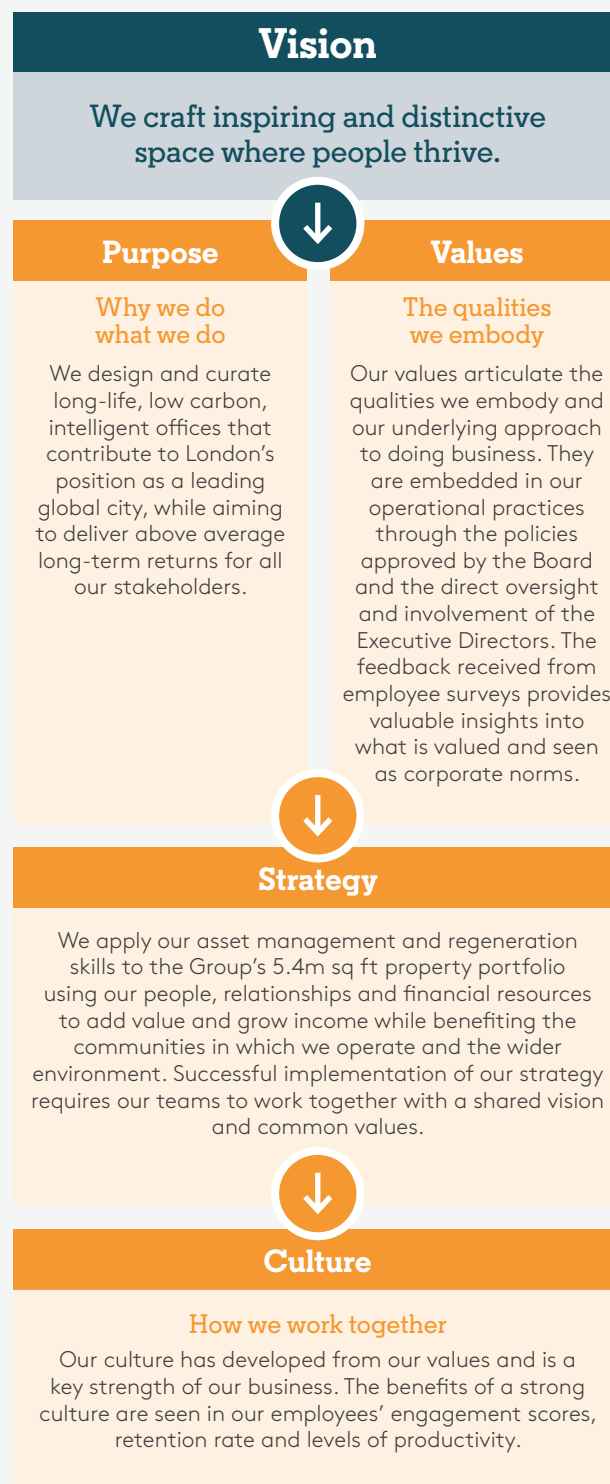 Vision
We craft inspiring and distinctive
space where people thrive.
Purpose
Why we do
what we do
We design and curate
long-life, low carbon,
intelligent offices that
contribute to London’s
position as a leading
global city, while aiming
to deliver above average
long-term returns for all
our stakeholders.
Values
The qualities
we embody
Our values articulate the
qualities we embody and
our underlying approach
to doing business. They
are embedded in our
operational practices
through the policies
approved by the Board
and the direct oversight
and involvement of the
Executive Directors. The
feedback received from
employee surveys provides
valuable insights into
what is valued and seen
as corporate norms.
Strategy
We apply our asset management and regeneration
skills to the Group’s 5.4m sq ft property portfolio
using our people, relationships and financial resources
to add value and grow income while benefiting the
communities in which we operate and the wider
environment. Successful implementation of our strategy
requires our teams to work together with a shared vision
and common values.
Culture
How we work together
Our culture has developed from our values and is a
key strength of our business. The benefits of a strong
culture are seen in our employees’ engagement scores,
retention rate and levels of productivity.